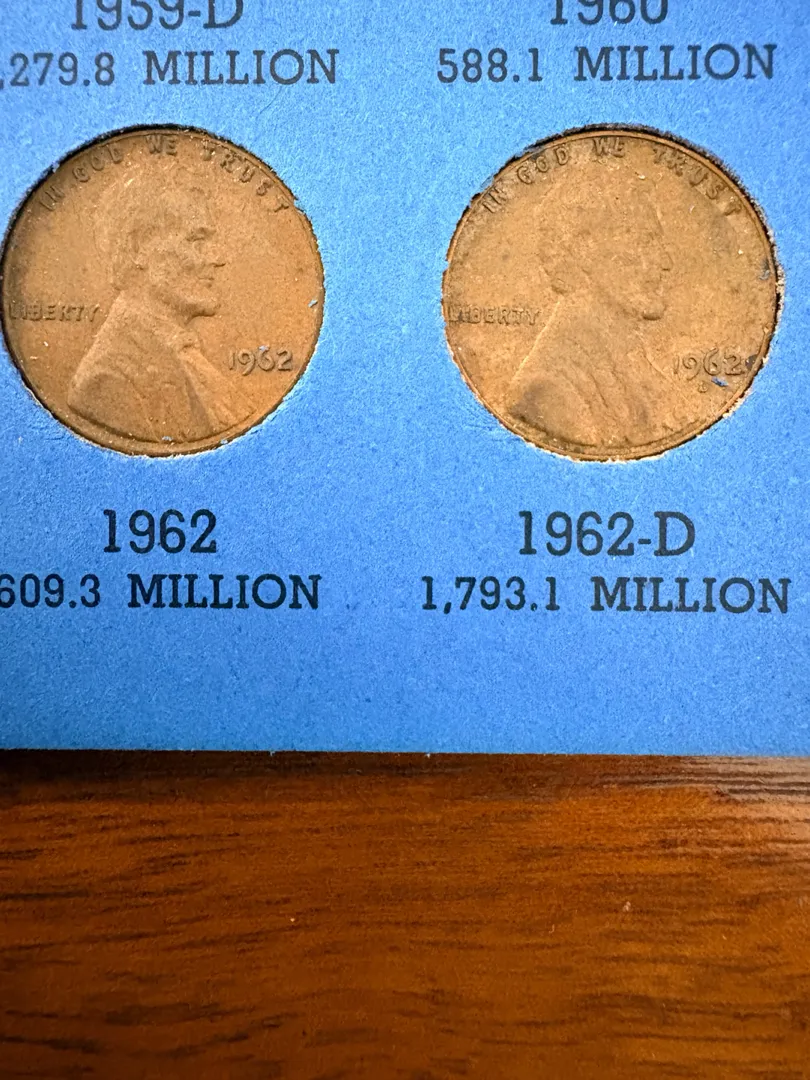 1959-D
,279.8 MILLION
1960
588.1 MILLION
IN GOD WE TRUST
LIBERTY
1962
IN GOD WE TRUST
LIBERTY
1962
D
1962
609.3 MILLION
1962-D
1,793.1 MILLION